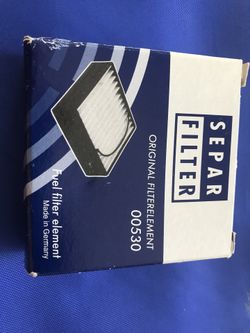 SEPAR
FILTER
ORIGINAL FILTERELEMENT
00530
Fuel filter element
Made in Germany